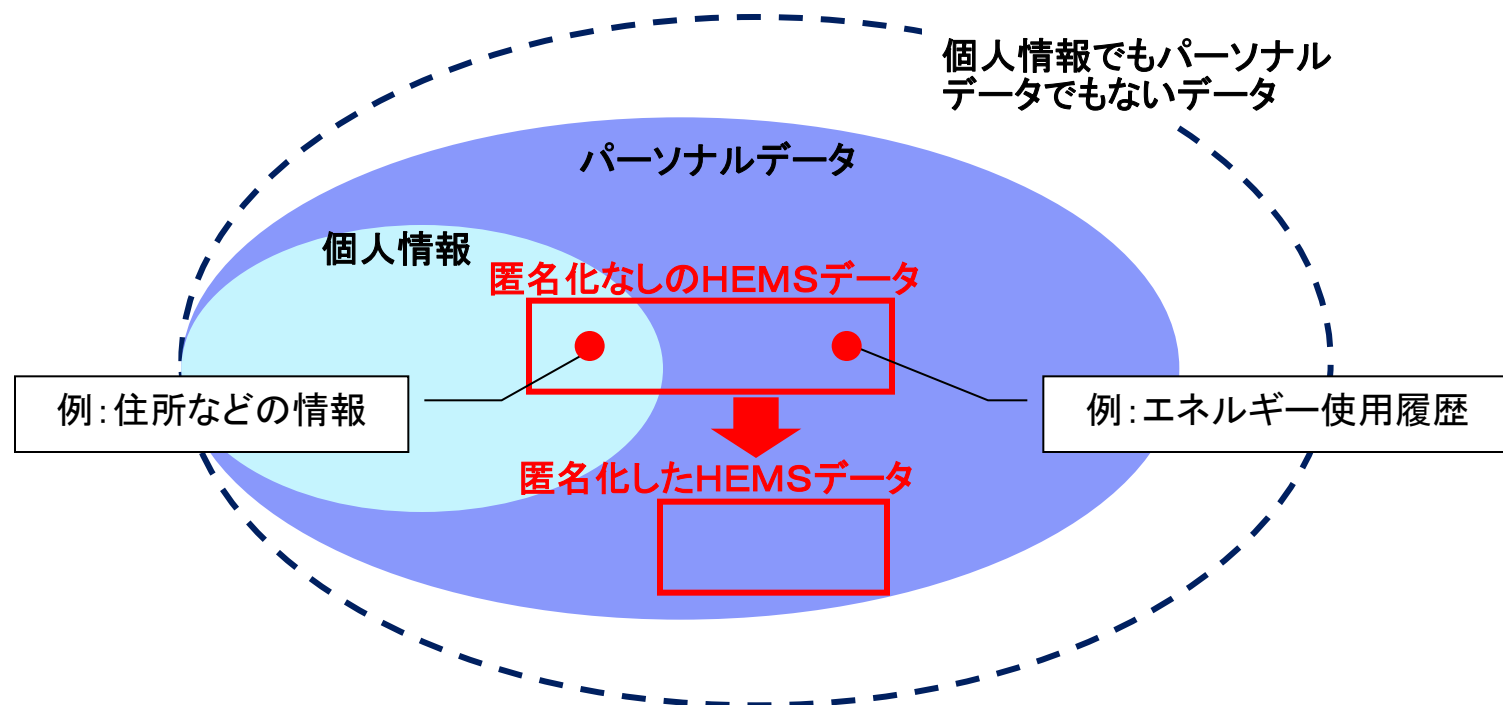 個人情報でもパーソナル
データでもないデータ
パーソナルデータ
個人情報
匿名化なしのHEMSデータ
例:住所などの情報
例:エネルギー使用履歴
匿名化したHEMSデータ